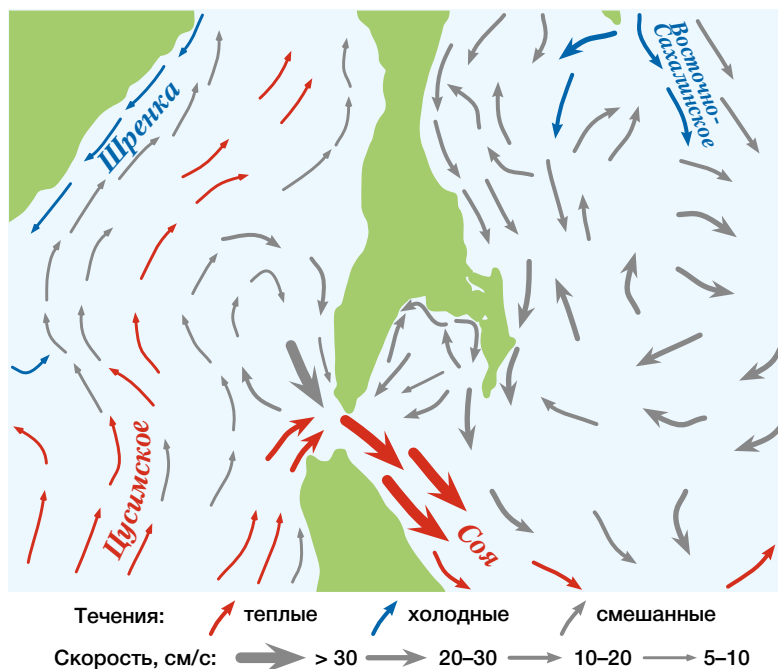 Восточно-
Сахалинское
Шренка
Цусимское
Соя
Течения: теплые холодные смешанные
Скорость, см/с: > 30 20–30 10–20 5–10